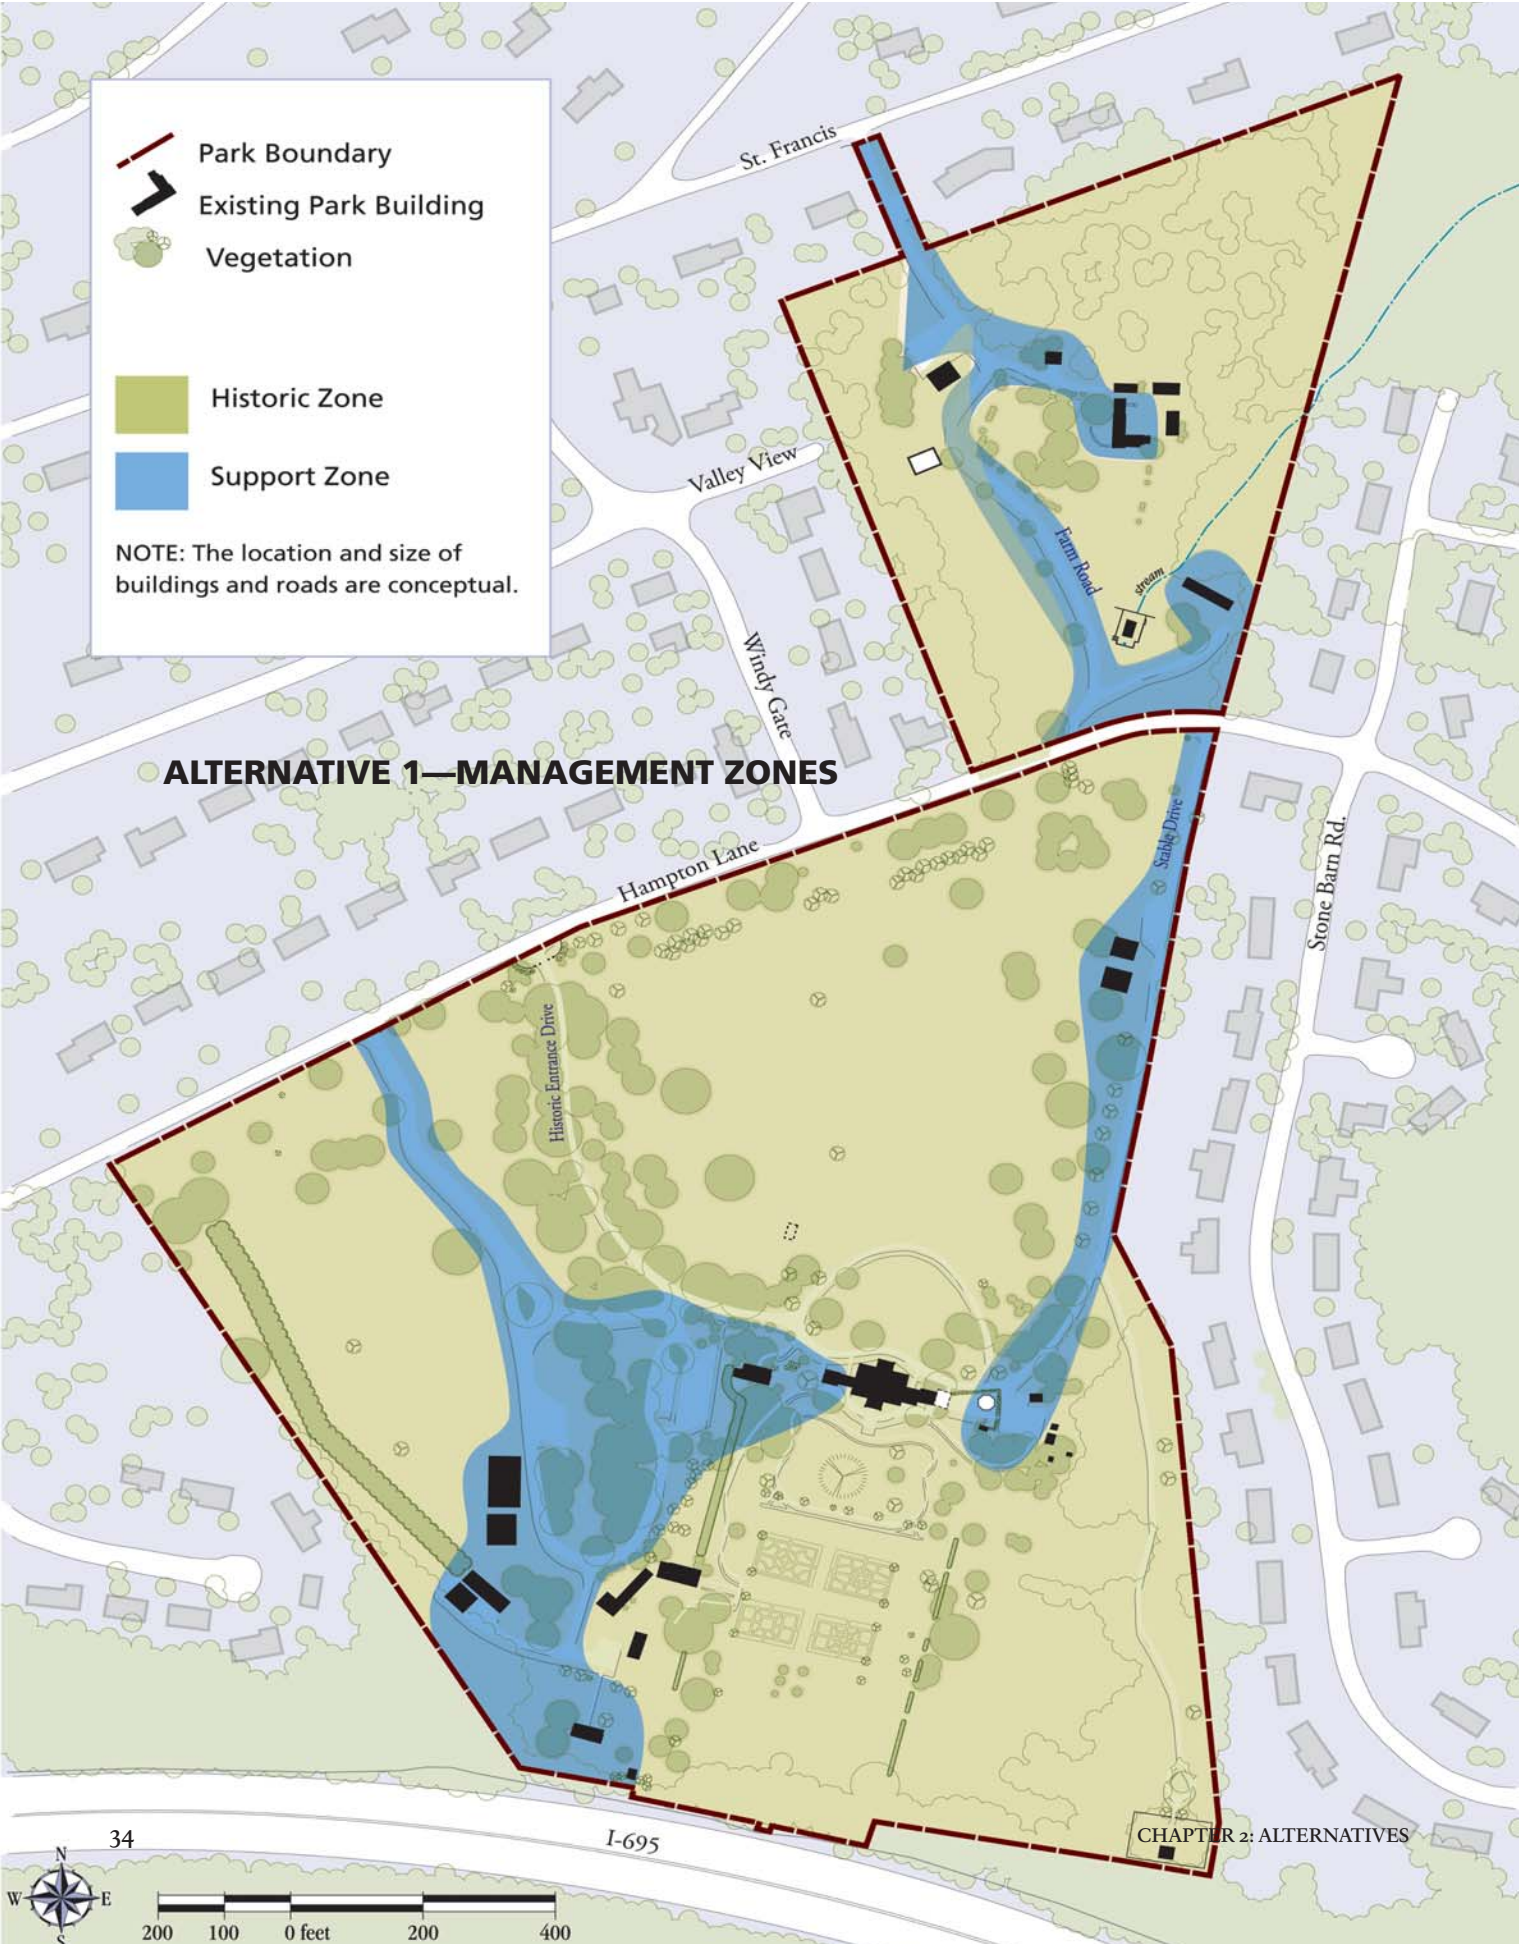 St. Francis
Park Boundary
Existing Park Building
Vegetation
Historic Zone
Support Zone
NOTE: The location and size of
buildings and roads are conceptual.
Valley View
Farm Road
stream
Windy Gate
ALTERNATIVE 1—MANAGEMENT ZONES
Hampton Lane
Stable Drive
Stone Barn Rd.
Historic Entrance Drive
34
I-695
CHAPTER 2: ALTERNATIVES
N
W E
S
200 100 0 feet 200 400